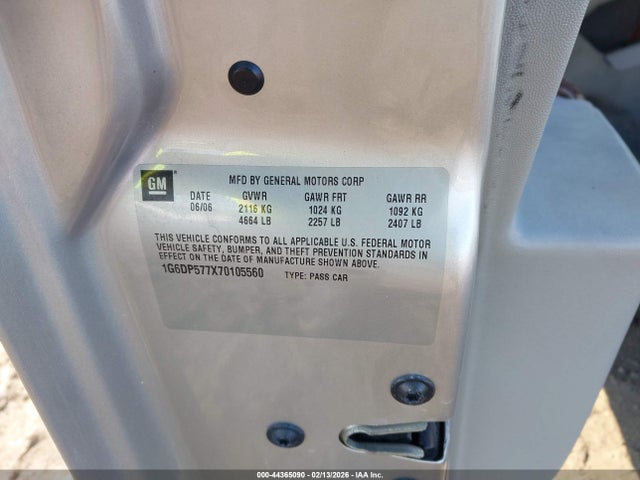 GM
MFD BY GENERAL MOTORS CORP
DATE GVWR GAWR FRT GAWR RR
06/06 2116 KG 1024 KG 1092 KG
4664 LB 2257 LB 2407 LB
THIS VEHICLE CONFORMS TO ALL APPLICABLE U.S. FEDERAL MOTOR
VEHICLE SAFETY, BUMPER, AND THEFT PREVENTION STANDARDS IN
EFFECT ON THE DATE OF MANUFACTURE SHOWN ABOVE.
1G6DP577X70105560 TYPE: PASS CAR
000-44365090 - 02/13/2026 - IAA Inc.